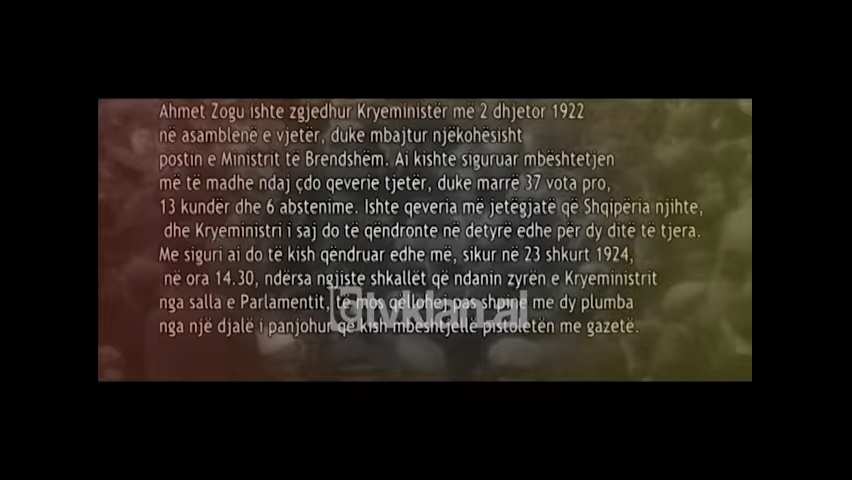 Ahmet Zogu ishte zgjedhur Kryeministër më 2 dhjetor 1922
në asamblenë e vjetër, duke mbajtur njëkohësisht
postin e Ministrit të Brendshëm. Ai kishte siguruar mbështetjen
më të madhe ndaj çdo qeverie tjetër, duke marrë 37 vota pro,
13 kundër dhe 6 abstenime. Ishte qeveria më jetëgjatë që Shqipëria njihte,
dhe Kryeministri i saj do të qëndronte në detyrë edhe për dy ditë të tjera.
Me siguri ai do të kish qëndruar edhe më, sikur në 23 shkurt 1924,
në ora 14.30, ndërsa ngjiste shkallët që ndanin zyrën e Kryeministrit
nga salla e Parlamentit, të mos qëllohej pas shpine me dy plumba
tvklan.al
nga një djalë i panjohur që kish mbështjellë pistoletën me gazetë.